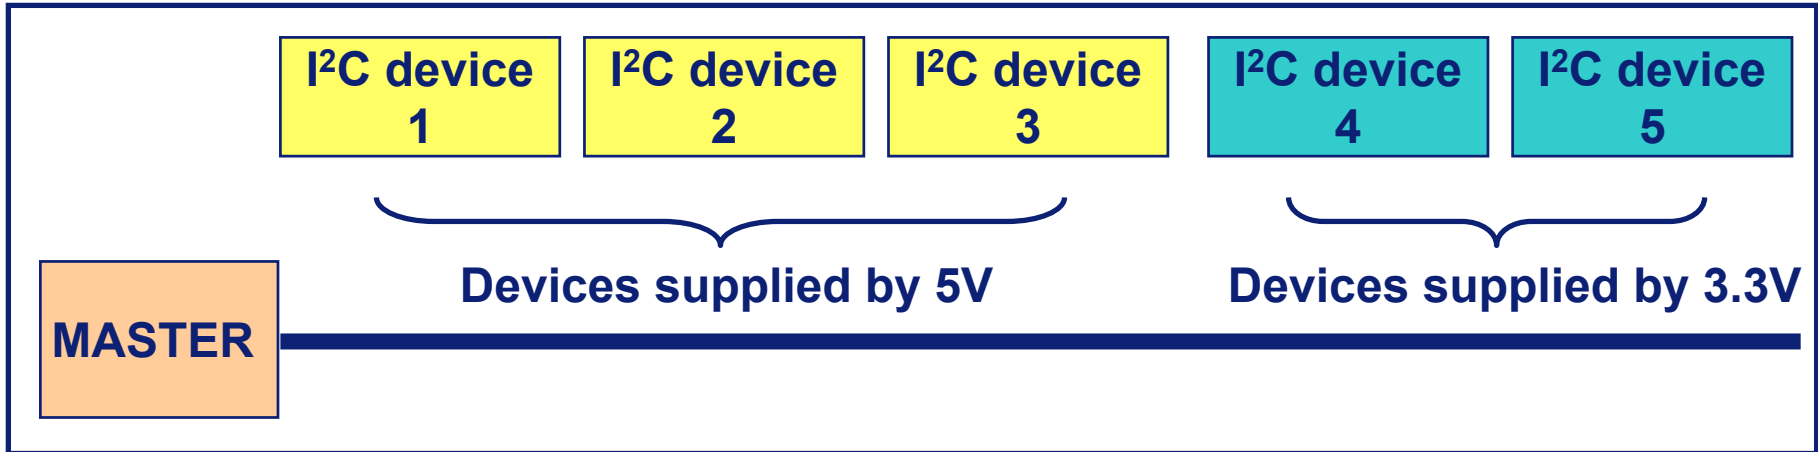 I²C device
1
I²C device
2
I²C device
3
I²C device
4
I²C device
5
Devices supplied by 5V
Devices supplied by 3.3V
MASTER